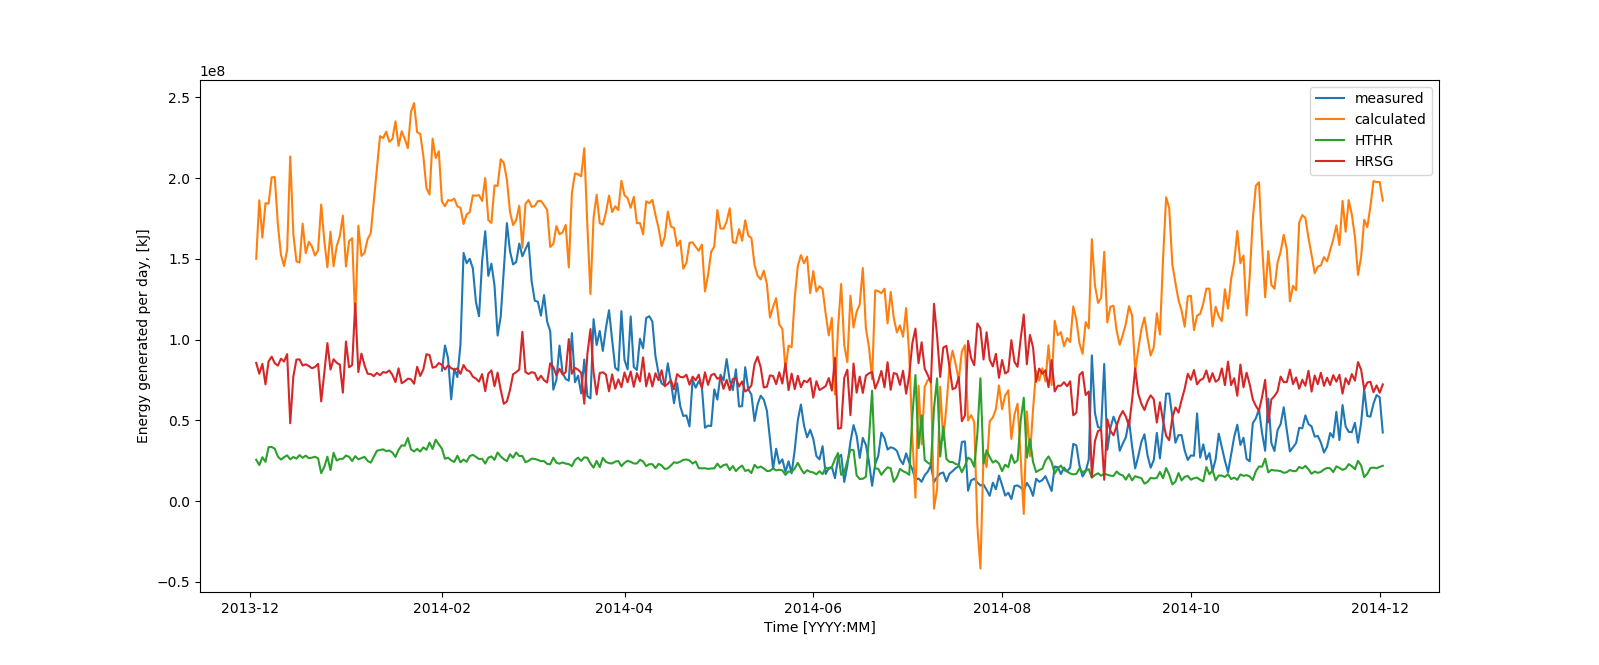 1e8
2.5
2.0
1.5
1.0
0.5
0.0
−0.5
Energy generated per day, [kJ]
measured
calculated
HTHR
HRSG
2013-12 2014-02 2014-04 2014-06 2014-08 2014-10 2014-12
Time [YYYY:MM]